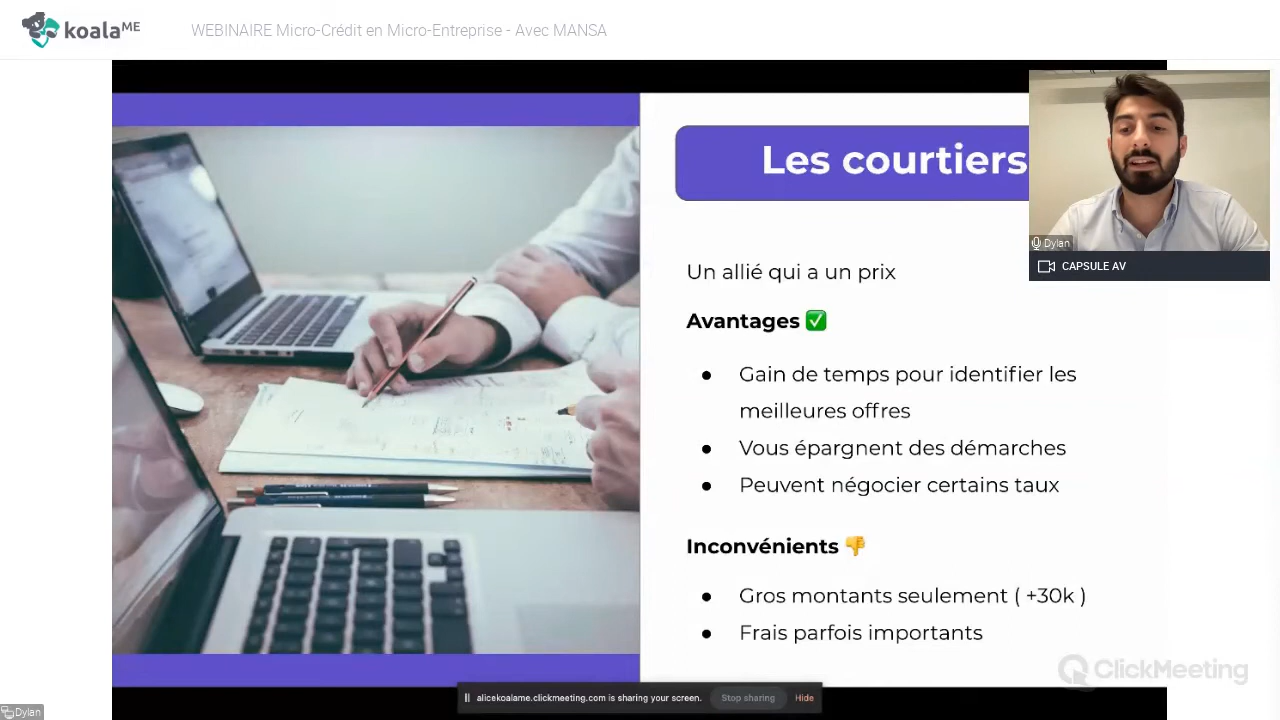 koala ME
WEBINAIRE Micro-Crédit en Micro-Entreprise - Avec MANSA
Les courtiers
Dylan
CAPSULE AV
Un allié qui a un prix
Avantages ✅
● Gain de temps pour identifier les
meilleures offres
● Vous épargnent des démarches
● Peuvent négocier certains taux
Inconvénients 👎
● Gros montants seulement ( +30k )
● Frais parfois importants
ClickMeeting
alicekoalame.clickmeeting.com is sharing your screen. Stop sharing Hide
Dylan